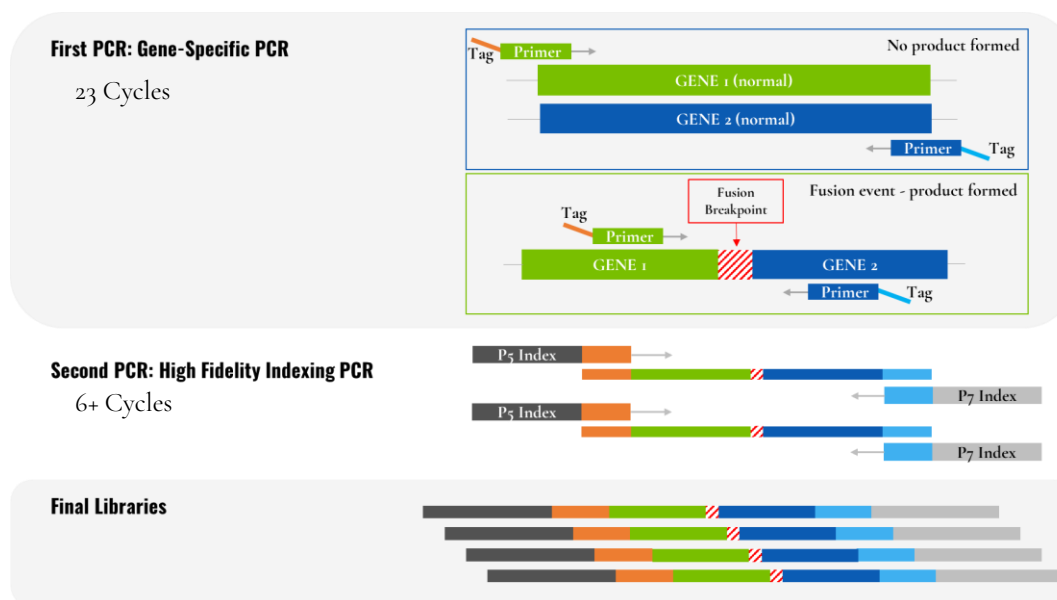 First PCR: Gene-Specific PCR
23 Cycles
No product formed
Tag
Primer
GENE 1 (normal)
GENE 2 (normal)
Primer
Tag
Fusion event - product formed
Fusion
Breakpoint
Tag
Primer
GENE 1
GENE 2
Primer
Tag
Second PCR: High Fidelity Indexing PCR
6+ Cycles
P5 Index
P7 Index
P5 Index
P7 Index
Final Libraries